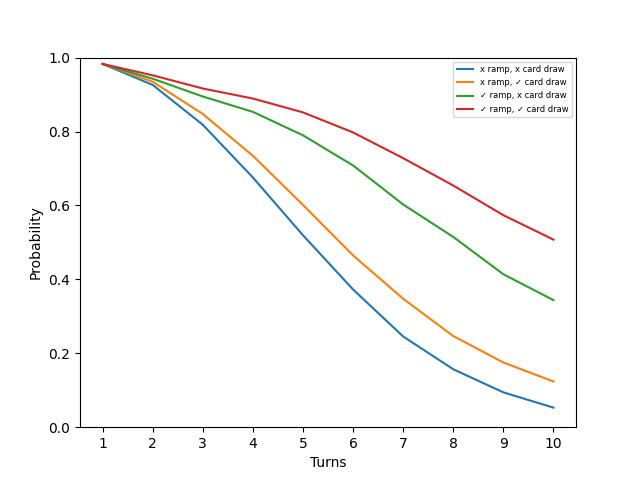 1.0
x ramp, x card draw
x ramp, ✓ card draw
✓ ramp, x card draw
✓ ramp, ✓ card draw
0.8
0.6
Probability
0.4
0.2
0.0
1 2 3 4 5 6 7 8 9 10
Turns